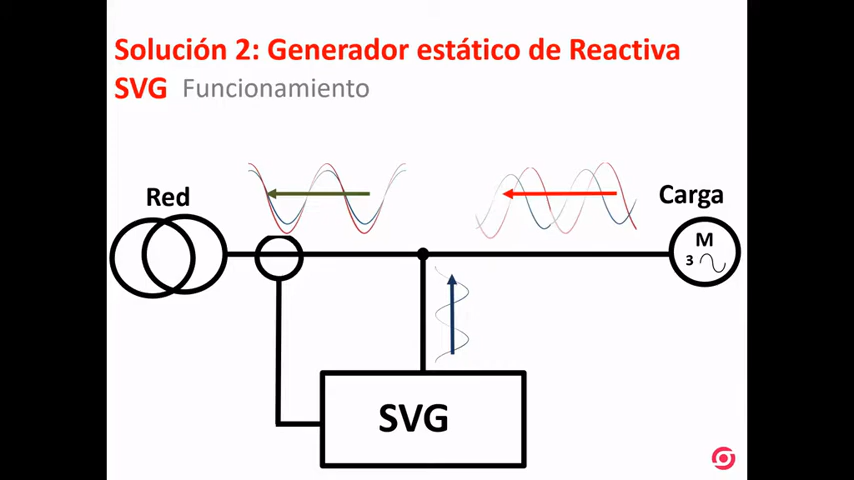 Solución 2: Generador estático de Reactiva
SVG Funcionamiento
Red
Carga
M
3
SVG